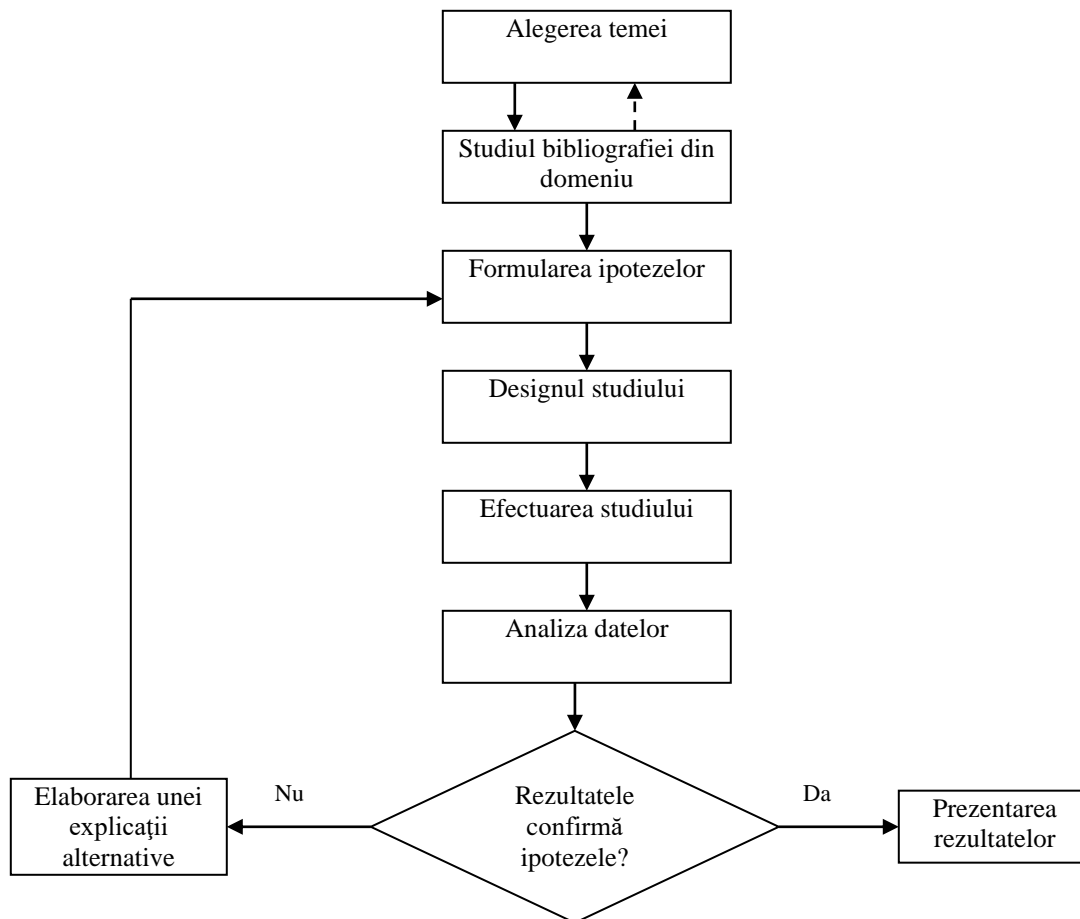 Alegerea temei
Studiul bibliografiei din
domeniu
Formularea ipotezelor
Designul studiului
Efectuarea studiului
Analiza datelor
Rezultatele
confirmă
ipotezele?
Nu
Da
Elaborarea unei
explicaţii
alternative
Prezentarea
rezultatelor